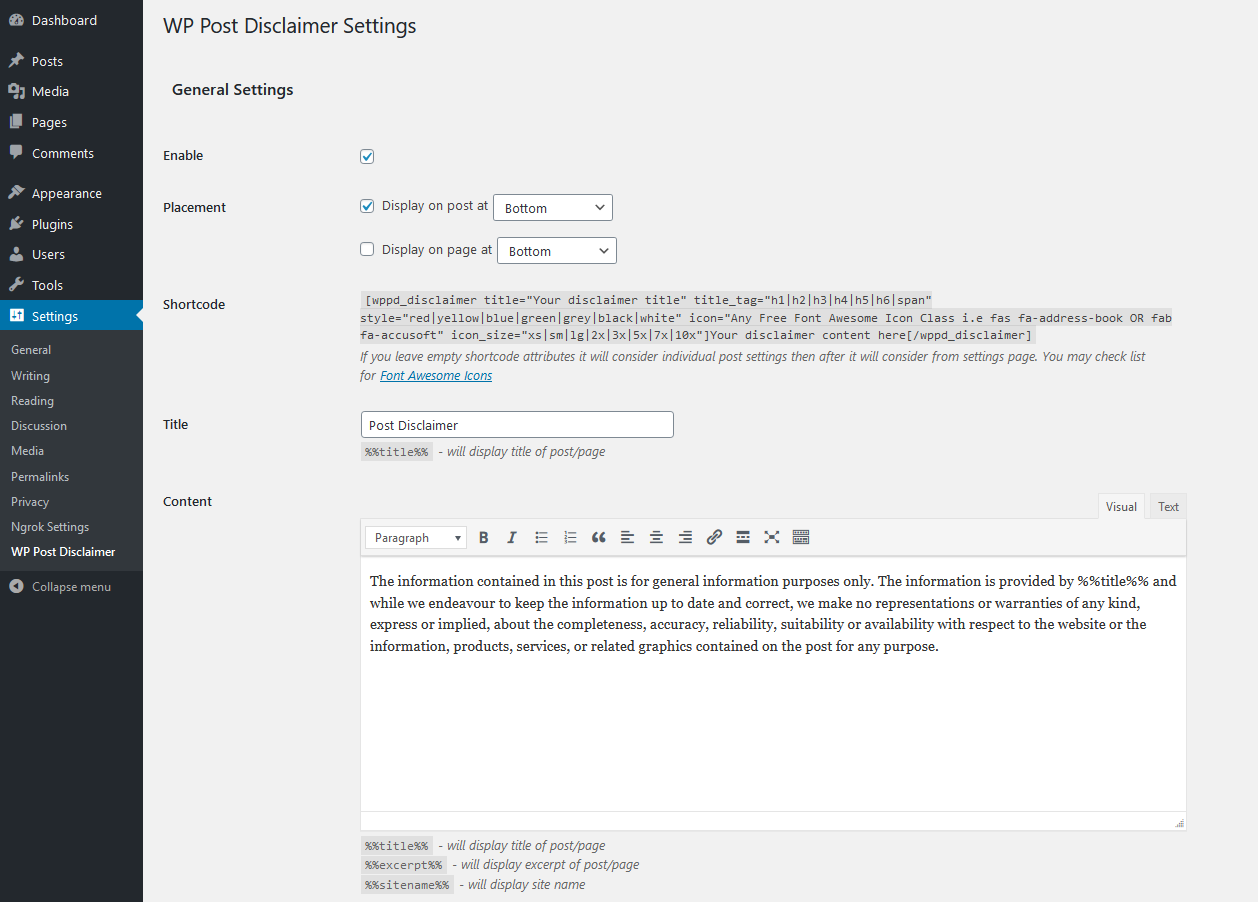 Dashboard
Posts
Media
Pages
Comments
Appearance
Plugins
Users
Tools
Settings
General
Writing
Reading
Discussion
Media
Permalinks
Privacy
Ngrok Settings
WP Post Disclaimer
Collapse menu
WP Post Disclaimer Settings
General Settings
Enable
Placement
Display on post at Bottom
Display on page at Bottom
Shortcode
[wppd_disclaimer title="Your disclaimer title" title_tag="h1|h2|h3|h4|h5|h6|span"
style="red|yellow|blue|green|grey|black|white" icon="Any Free Font Awesome Icon Class i.e fas fa-address-book OR fab
fa-accusoft" icon_size="xs|sm|lg|2x|3x|5x|7x|10x"]Your disclaimer content here[/wppd_disclaimer]
If you leave empty shortcode attributes it will consider individual post settings then after it will consider from settings page. You may check list
for Font Awesome Icons
Title
Post Disclaimer
%%title%% - will display title of post/page
Content
Visual Text
Paragraph
The information contained in this post is for general information purposes only. The information is provided by %%title%% and
while we endeavour to keep the information up to date and correct, we make no representations or warranties of any kind,
express or implied, about the completeness, accuracy, reliability, suitability or availability with respect to the website or the
information, products, services, or related graphics contained on the post for any purpose.
%%title%% - will display title of post/page
%%excerpt%% - will display excerpt of post/page
%%sitename%% - will display site name